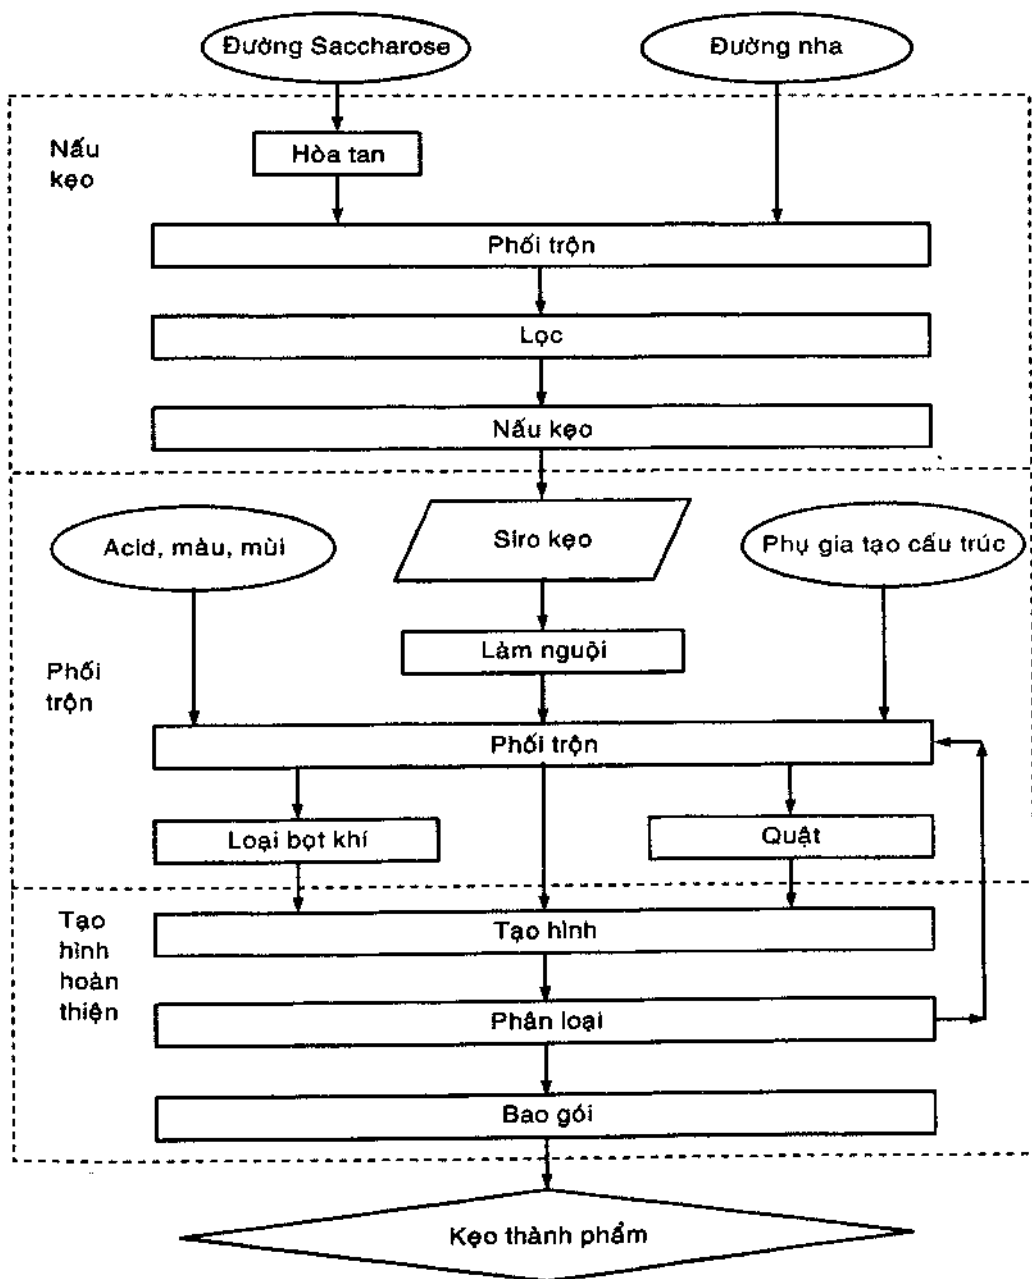 Đường Saccharose
Đường nha
Nấu
kẹo
Hòa tan
Phối trộn
Lọc
Nấu kẹo
Acid, màu, mùi
Siro kẹo
Phụ gia tạo cấu trúc
Làm nguội
Phối
trộn
Phối trộn
Loại bọt khí
Quật
Tạo
hình
hoàn
thiện
Tạo hình
Phân loại
Bao gói
Kẹo thành phẩm